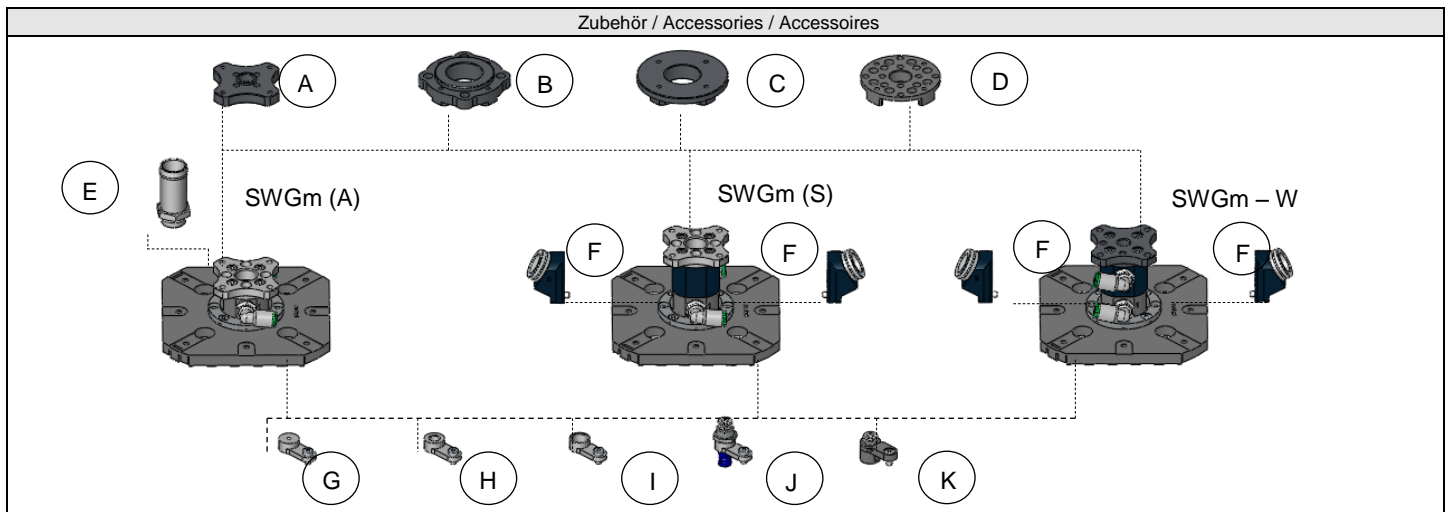 Zubehör / Accessories / Accessoires
A
B
C
D
E
SWGm (A)
SWGm (S)
SWGm – W
F
F
F
F
G
H
I
J
K